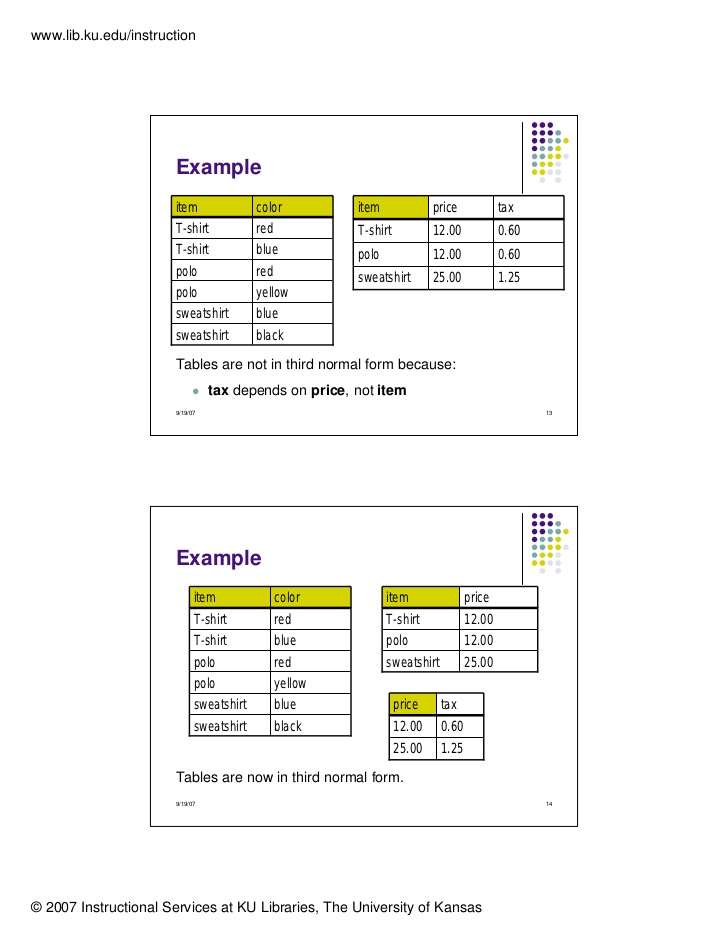 www.lib.ku.edu/instruction
Example
item color
T-shirt red
T-shirt blue
polo red
polo yellow
sweatshirt blue
sweatshirt black
item price tax
T-shirt 12.00 0.60
polo 12.00 0.60
sweatshirt 25.00 1.25
Tables are not in third normal form because:
tax depends on price, not item
9/19/07 13
Example
item color
T-shirt red
T-shirt blue
polo red
polo yellow
sweatshirt blue
sweatshirt black
item price
T-shirt 12.00
polo 12.00
sweatshirt 25.00
price tax
12.00 0.60
25.00 1.25
Tables are now in third normal form.
9/19/07 14
© 2007 Instructional Services at KU Libraries, The University of Kansas